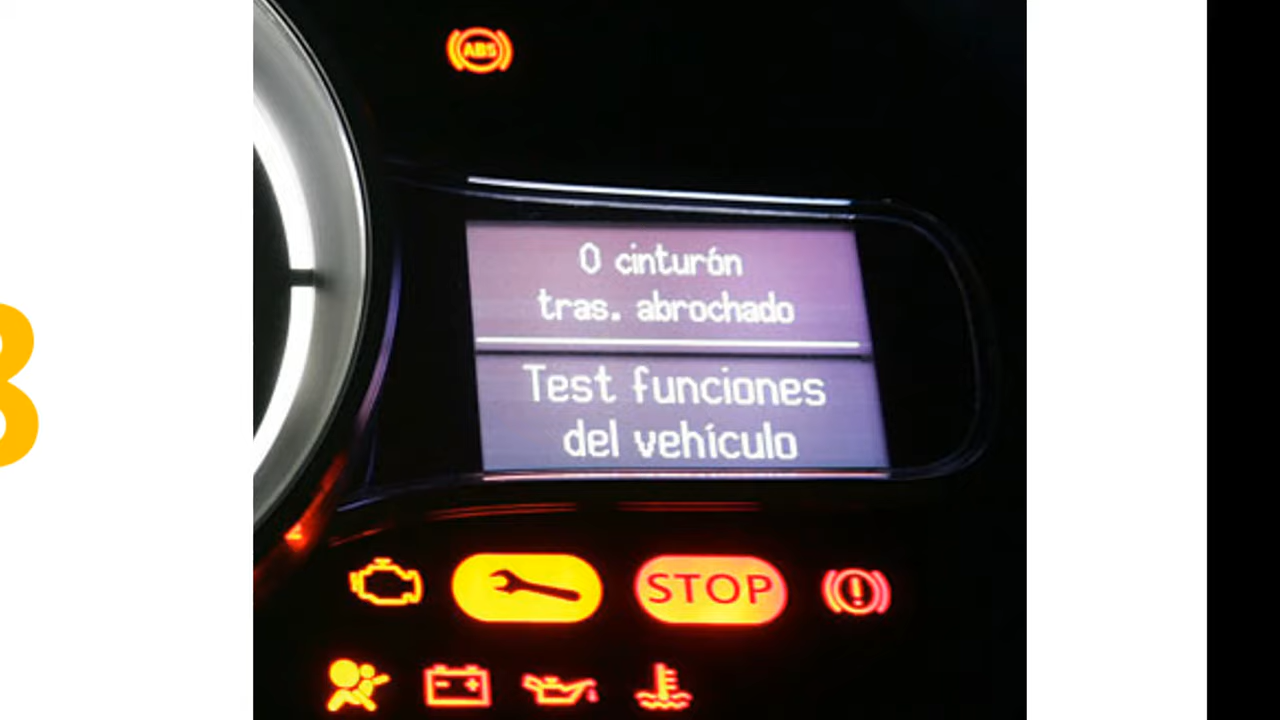 ABS
0 cinturón
tras. abrochado
Test funciones
del vehículo
STOP